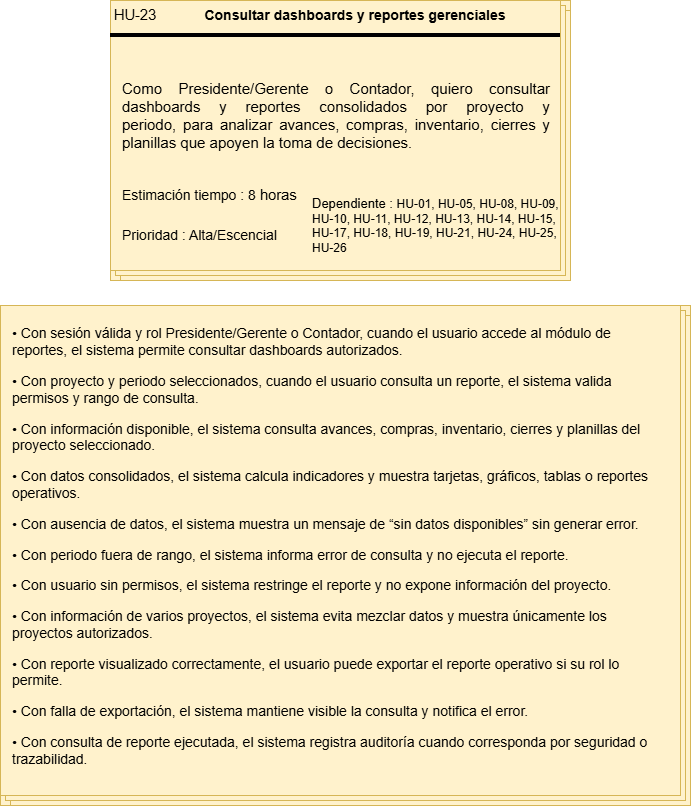 HU-23 Consultar dashboards y reportes gerenciales
Como Presidente/Gerente o Contador, quiero consultar
dashboards y reportes consolidados por proyecto y
periodo, para analizar avances, compras, inventario, cierres y
planillas que apoyen la toma de decisiones.
Estimación tiempo : 8 horas
Prioridad : Alta/Escencial
Dependiente : HU-01, HU-05, HU-08, HU-09,
HU-10, HU-11, HU-12, HU-13, HU-14, HU-15,
HU-17, HU-18, HU-19, HU-21, HU-24, HU-25,
HU-26
• Con sesión válida y rol Presidente/Gerente o Contador, cuando el usuario accede al módulo de
reportes, el sistema permite consultar dashboards autorizados.
• Con proyecto y periodo seleccionados, cuando el usuario consulta un reporte, el sistema valida
permisos y rango de consulta.
• Con información disponible, el sistema consulta avances, compras, inventario, cierres y planillas del
proyecto seleccionado.
• Con datos consolidados, el sistema calcula indicadores y muestra tarjetas, gráficos, tablas o reportes
operativos.
• Con ausencia de datos, el sistema muestra un mensaje de “sin datos disponibles” sin generar error.
• Con periodo fuera de rango, el sistema informa error de consulta y no ejecuta el reporte.
• Con usuario sin permisos, el sistema restringe el reporte y no expone información del proyecto.
• Con información de varios proyectos, el sistema evita mezclar datos y muestra únicamente los
proyectos autorizados.
• Con reporte visualizado correctamente, el usuario puede exportar el reporte operativo si su rol lo
permite.
• Con falla de exportación, el sistema mantiene visible la consulta y notifica el error.
• Con consulta de reporte ejecutada, el sistema registra auditoría cuando corresponda por seguridad o
trazabilidad.